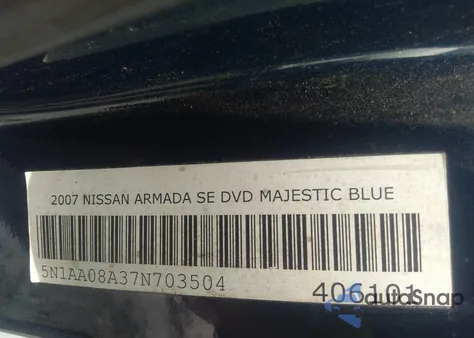 2007 NISSAN ARMADA SE DVD MAJESTIC BLUE
5N1AA08A37N703504
406101
autoSnap